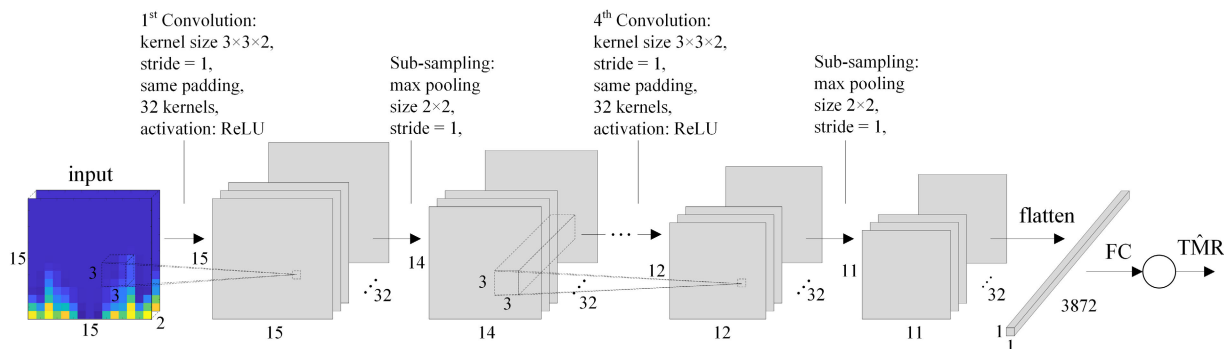 1st Convolution:
kernel size 3×3×2,
stride = 1,
same padding,
32 kernels,
activation: ReLU
Sub-sampling:
max pooling
size 2×2,
stride = 1,
4th Convolution:
kernel size 3×3×2,
stride = 1,
same padding,
32 kernels,
activation: ReLU
Sub-sampling:
max pooling
size 2×2,
stride = 1,
input
15
3
3
15
2
15
32
15
14
3
3
32
14
...
12
32
12
11
32
11
flatten
3872
1
1
FC
TM̂R